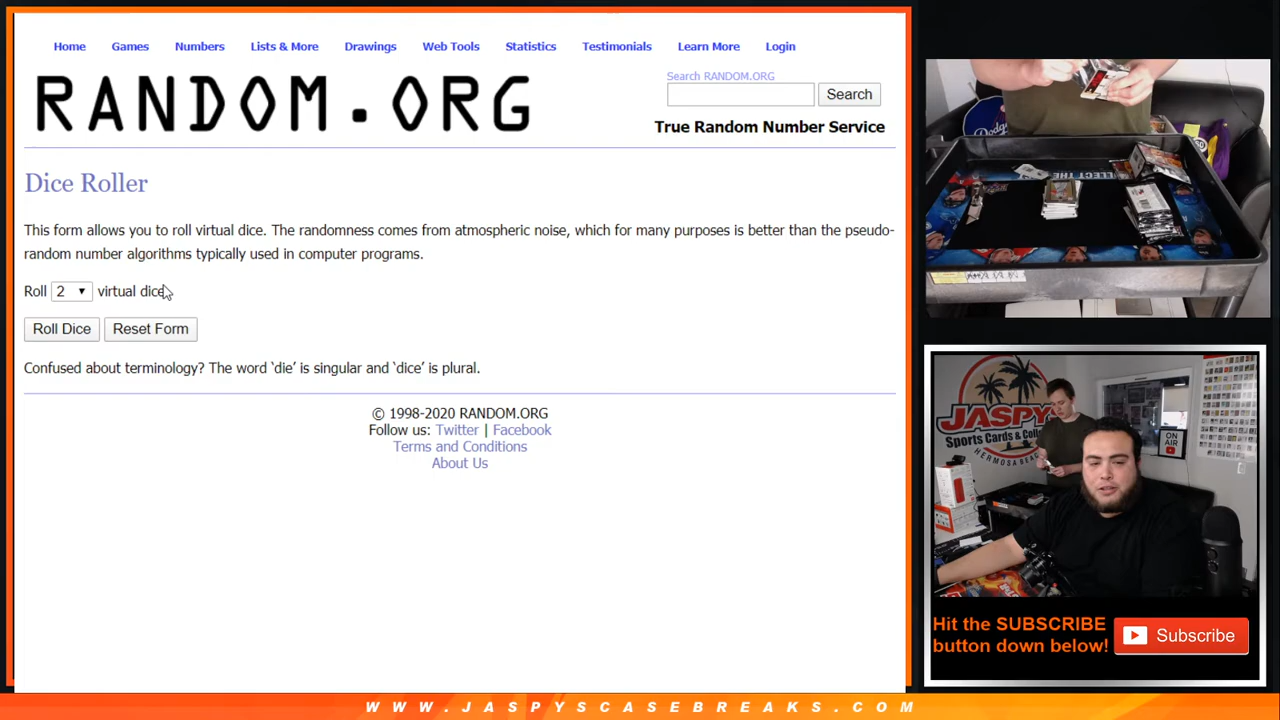 Home Games Numbers Lists & More Drawings Web Tools Statistics Testimonials Learn More Login
RANDOM.ORG
Search RANDOM.ORG
Search
True Random Number Service
Dice Roller
This form allows you to roll virtual dice. The randomness comes from atmospheric noise, which for many purposes is better than the pseudo-
random number algorithms typically used in computer programs.
Roll 2 virtual dice.
Roll Dice Reset Form
Confused about terminology? The word ‘die’ is singular and ‘dice’ is plural.
© 1998-2020 RANDOM.ORG
Follow us: Twitter | Facebook
Terms and Conditions
About Us
Dodgers
JASPY'S
Sports Cards & Coll
HERMOSA BEA
ON
AIR
Hit the SUBSCRIBE
button down below!
Subscribe
WWW.JASPYSCASEBREAKS.COM